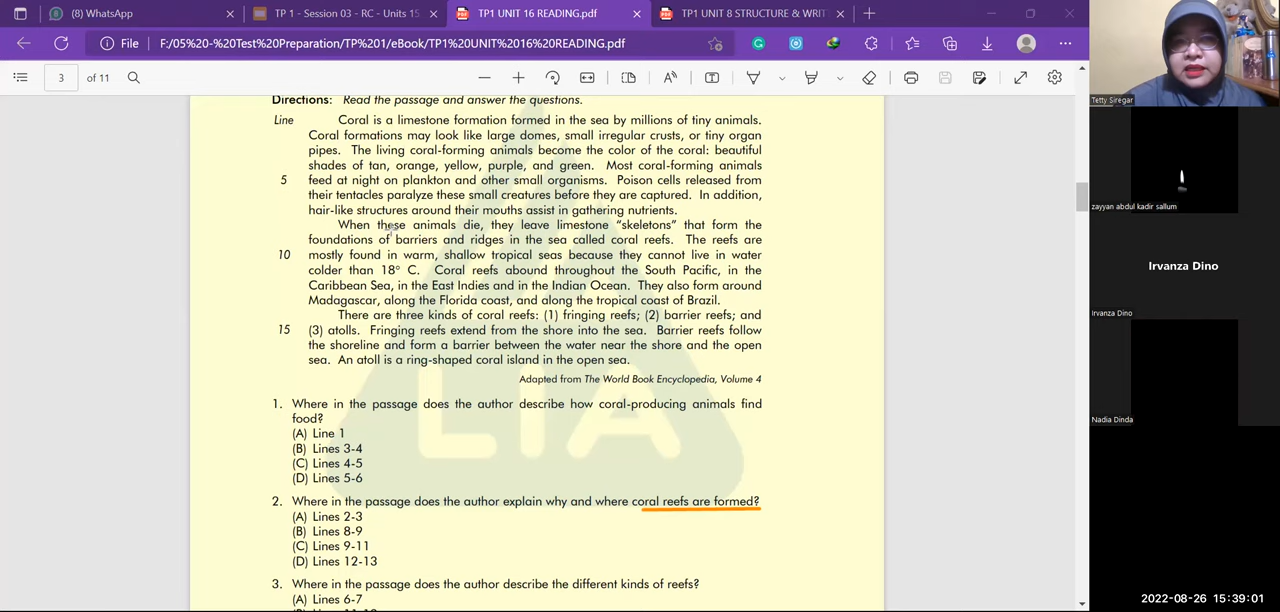 (8) WhatsApp
TP 1 - Session 03 - RC - Units 15
TP1 UNIT 16 READING.pdf
TP1 UNIT 8 STRUCTURE & WRIT
File
F:/05%20-%20Test%20Preparation/TP%201/eBook/TP1%20UNIT%2016%20READING.pdf
3 of 11
Directions: Read the passage and answer the questions.
Line Coral is a limestone formation formed in the sea by millions of tiny animals.
Coral formations may look like large domes, small irregular crusts, or tiny organ
pipes. The living coral-forming animals become the color of the coral: beautiful
shades of tan, orange, yellow, purple, and green. Most coral-forming animals
5 feed at night on plankton and other small organisms. Poison cells released from
their tentacles paralyze these small creatures before they are captured. In addition,
hair-like structures around their mouths assist in gathering nutrients.
When these animals die, they leave limestone "skeletons" that form the
foundations of barriers and ridges in the sea called coral reefs. The reefs are
10 mostly found in warm, shallow tropical seas because they cannot live in water
colder than 18° C. Coral reefs abound throughout the South Pacific, in the
Caribbean Sea, in the East Indies and in the Indian Ocean. They also form around
Madagascar, along the Florida coast, and along the tropical coast of Brazil.
There are three kinds of coral reefs: (1) fringing reefs; (2) barrier reefs; and
15 (3) atolls. Fringing reefs extend from the shore into the sea. Barrier reefs follow
the shoreline and form a barrier between the water near the shore and the open
sea. An atoll is a ring-shaped coral island in the open sea.
Adapted from The World Book Encyclopedia, Volume 4
1. Where in the passage does the author describe how coral-producing animals find
food?
(A) Line 1
(B) Lines 3-4
(C) Lines 4-5
(D) Lines 5-6
2. Where in the passage does the author explain why and where coral reefs are formed?
(A) Lines 2-3
(B) Lines 8-9
(C) Lines 9-11
(D) Lines 12-13
3. Where in the passage does the author describe the different kinds of reefs?
(A) Lines 6-7
LIA
Tetty Siregar
zayyan abdul kadir sallum
Irvanza Dino
Irvanza Dino
Nadia Dinda
2022-08-26 15:39:01